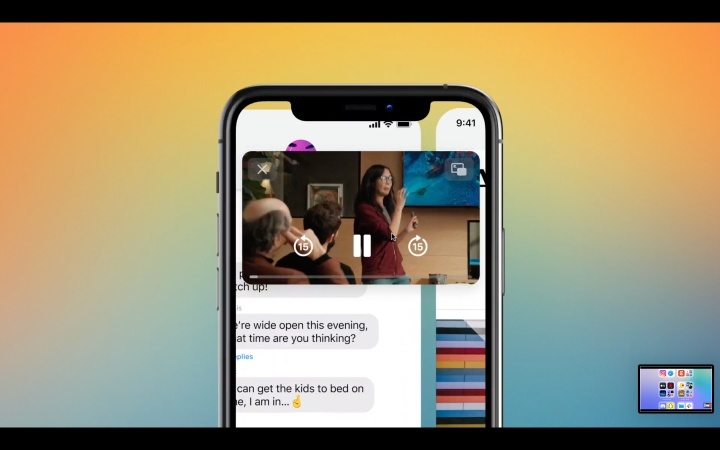 9:41
15
15
tch up!
e're wide open this evening,
at time are you thinking?
plies
can get the kids to bed on
e, I am in...🤞